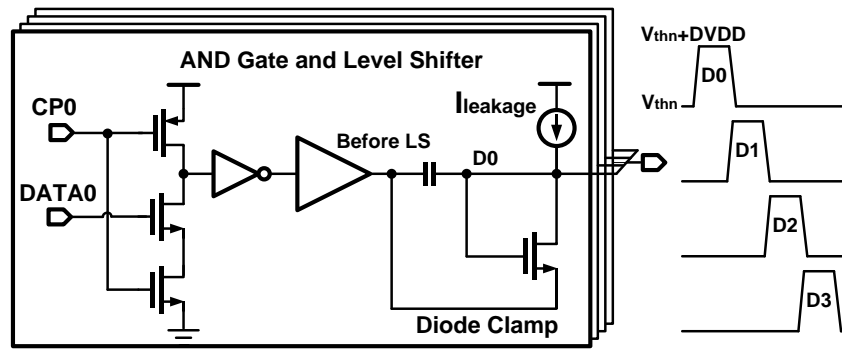 AND Gate and Level Shifter
CP0
DATA0
Before LS
D0
Ileakage
Diode Clamp
Vthn+DVDD
Vthn
D0
D1
D2
D3